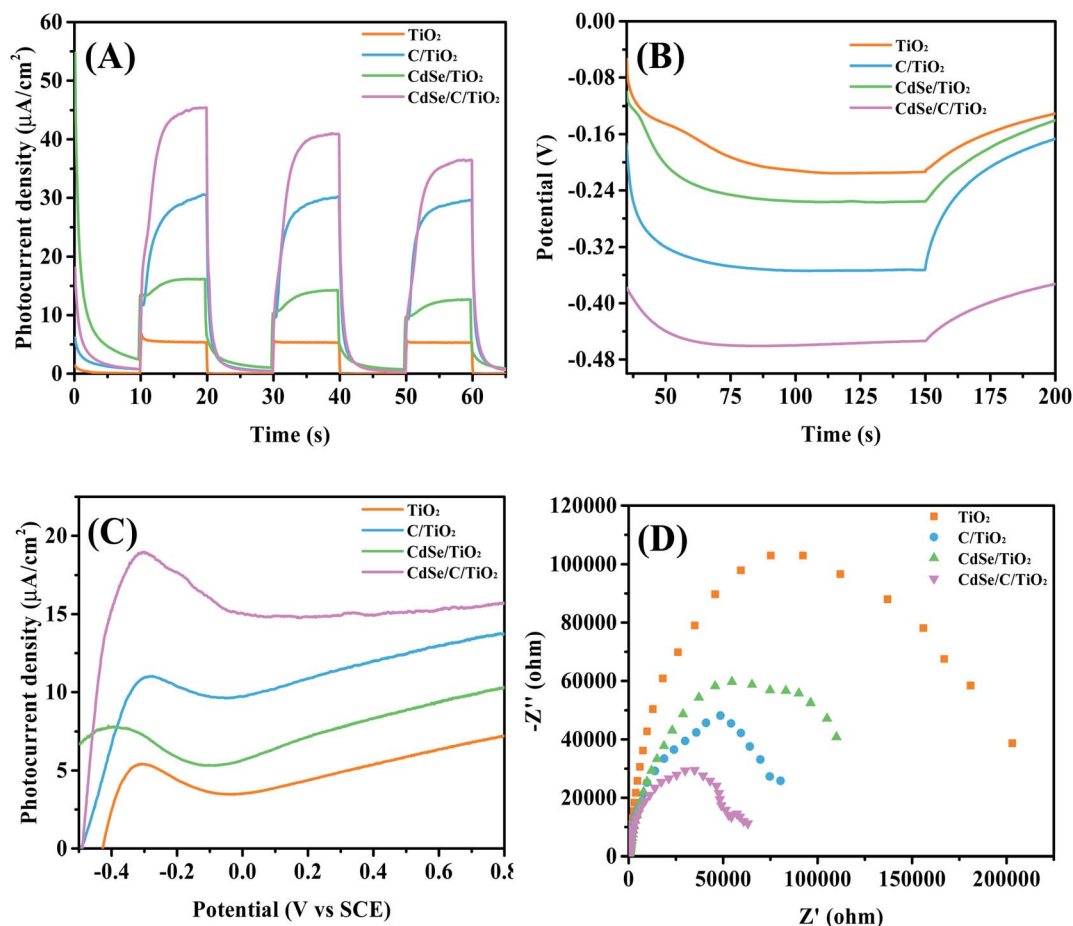 (A)
TiO₂
C/TiO₂
CdSe/TiO₂
CdSe/C/TiO₂
Photocurrent density (µA/cm²)
60
50
40
30
20
10
0
0 10 20 30 40 50 60
Time (s)
(B)
TiO₂
C/TiO₂
CdSe/TiO₂
CdSe/C/TiO₂
Potential (V)
0.00
-0.08
-0.16
-0.24
-0.32
-0.40
-0.48
50 75 100 125 150 175 200
Time (s)
(C)
TiO₂
C/TiO₂
CdSe/TiO₂
CdSe/C/TiO₂
Photocurrent density (µA/cm²)
20
15
10
5
0
-0.4 -0.2 0.0 0.2 0.4 0.6 0.8
Potential (V vs SCE)
(D)
TiO₂
C/TiO₂
CdSe/TiO₂
CdSe/C/TiO₂
-Z'' (ohm)
120000
100000
80000
60000
40000
20000
0
0 50000 100000 150000 200000
Z' (ohm)